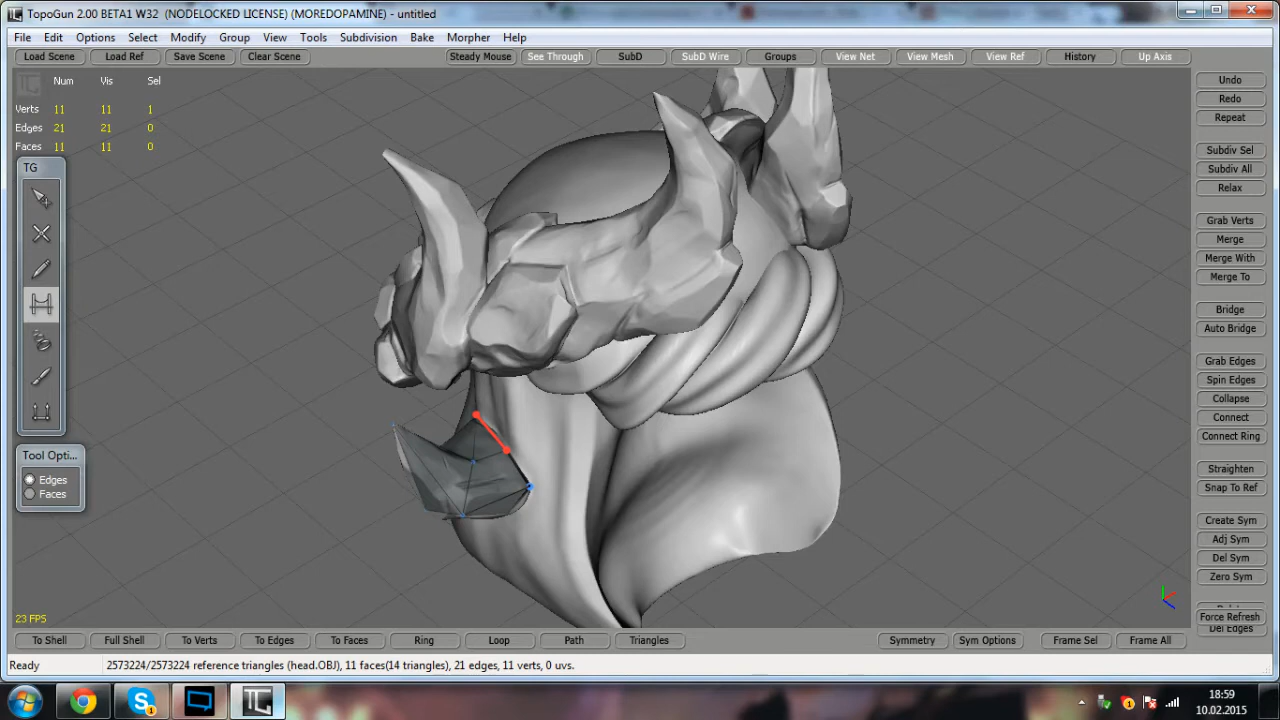 TopoGun 2.00 BETA1 W32 (NODELOCKED LICENSE) (MOREDOPAMINE) - untitled
File Edit Options View Select Modify Group View Tools Subdivision Bake Morpher Help
Load Scene Load Ref Save Scene Clear Scene Steady Mouse See Through SubD SubD Wire Groups View Net View Mesh View Ref History Up Axis
Num Vis Sel
Verts 11 11 1
Edges 21 21 0
Faces 11 11 0
TG
Tool Opti...
Edges
Faces
Undo
Redo
Repeat
Subdiv Sel
Subdiv All
Relax
Grab Verts
Merge
Merge With
Merge To
Bridge
Auto Bridge
Grab Edges
Spin Edges
Collapse
Connect
Connect Ring
Straighten
Snap To Ref
Create Sym
Adj Sym
Del Sym
Zero Sym
Force Refresh
Del Edges
23 FPS
To Shell Full Shell To Verts To Edges To Faces Ring Loop Path Triangles Symmetry Sym Options Frame Sel Frame All
Ready 2573224/2573224 reference triangles (head.OBJ), 11 faces(14 triangles), 21 edges, 11 verts, 0 uvs.
18:59
10.02.2015